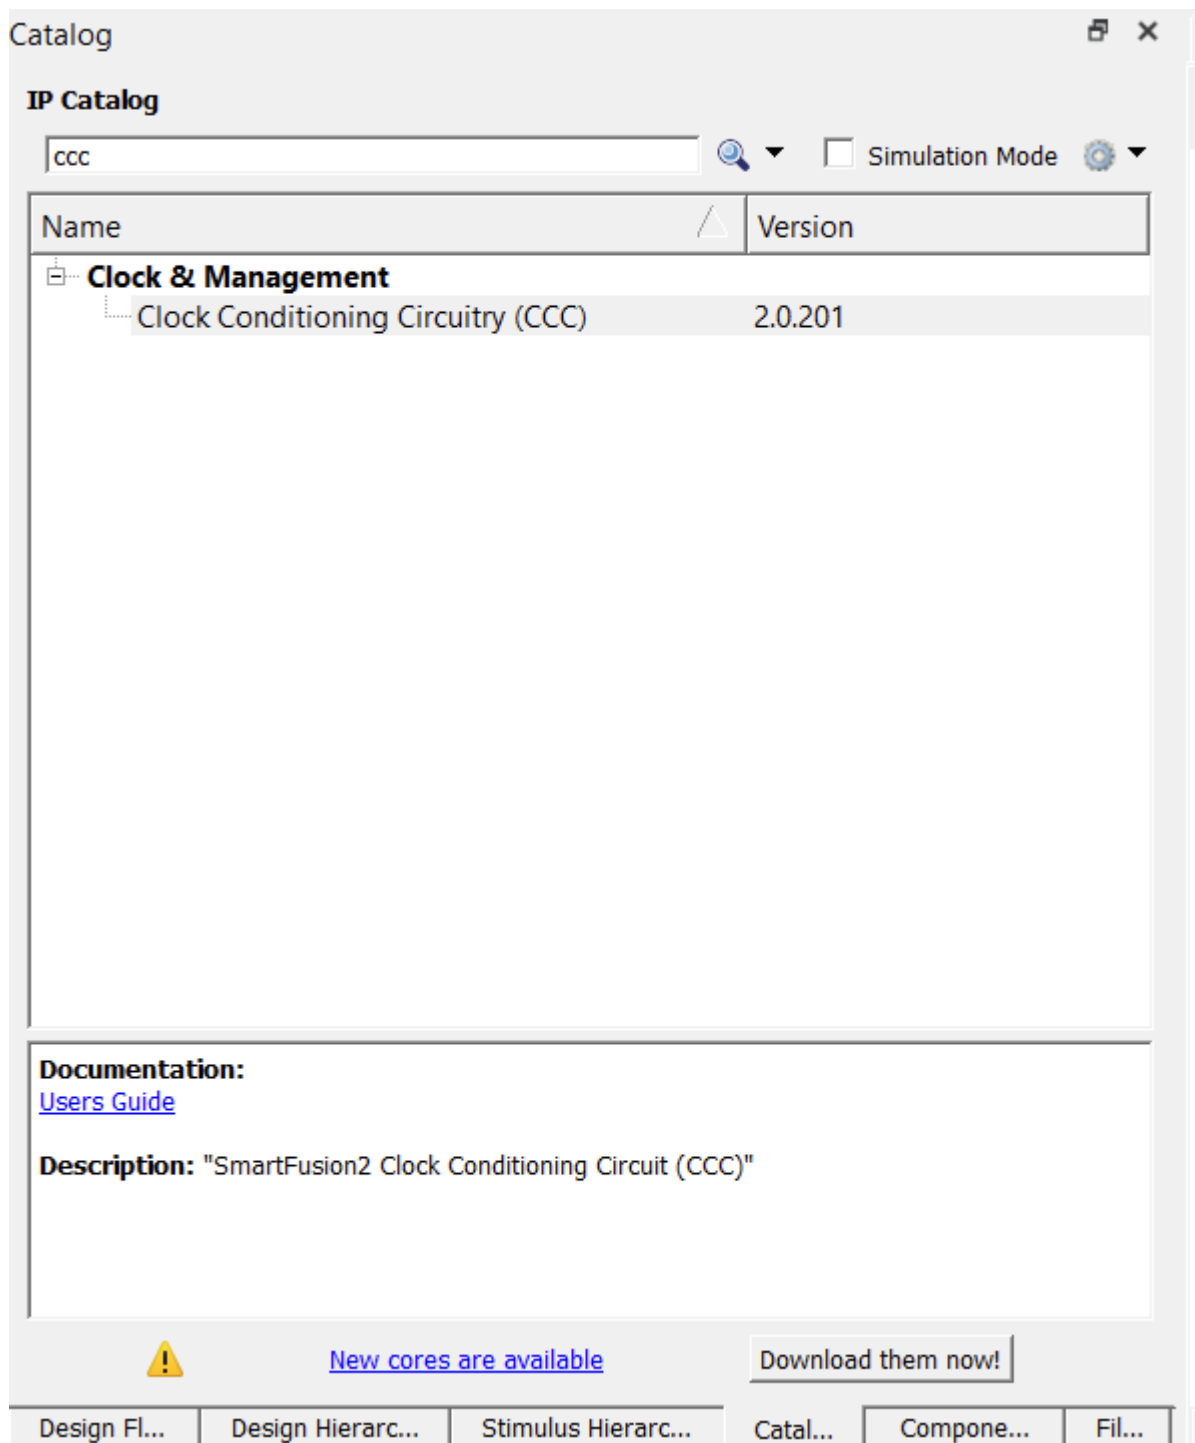 Catalog
IP Catalog
ccc Simulation Mode
Name Version
Clock & Management
Clock Conditioning Circuitry (CCC) 2.0.201
Documentation:
Users Guide
Description: "SmartFusion2 Clock Conditioning Circuit (CCC)"
New cores are available Download them now!
Design Fl... Design Hierarc... Stimulus Hierarc... Catal... Compone... Fil...